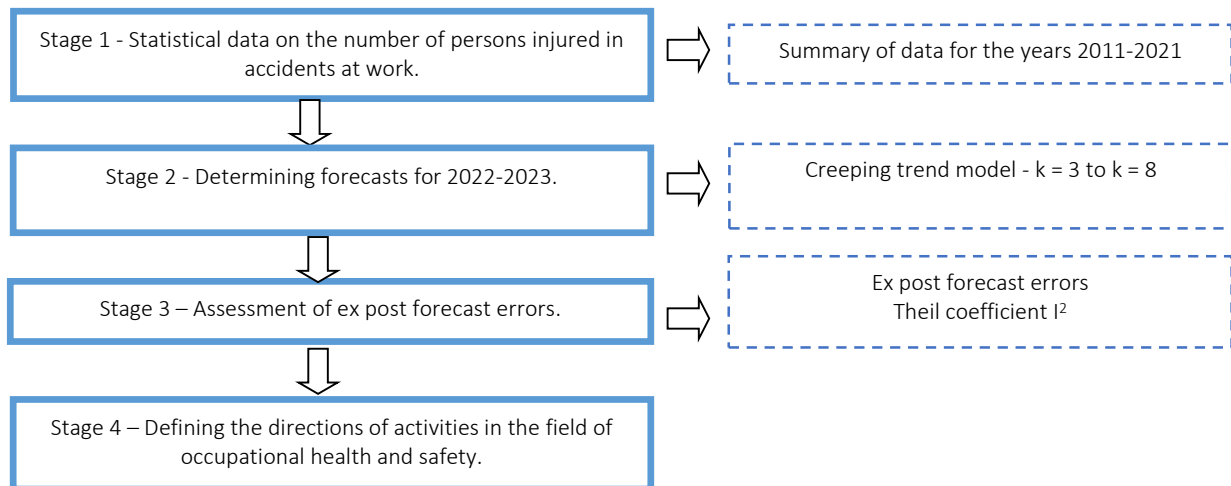 Stage 1 - Statistical data on the number of persons injured in
accidents at work.
Summary of data for the years 2011-2021
Stage 2 - Determining forecasts for 2022-2023.
Creeping trend model - k = 3 to k = 8
Stage 3 – Assessment of ex post forecast errors.
Ex post forecast errors
Theil coefficient I²
Stage 4 – Defining the directions of activities in the field of
occupational health and safety.